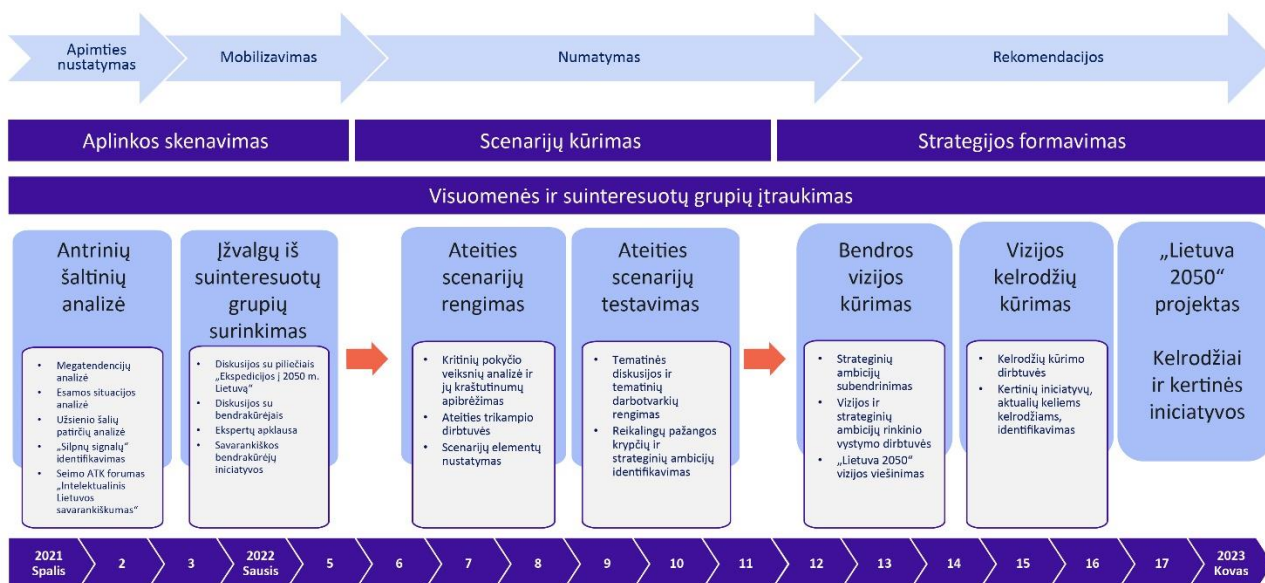 Apimties
nustatymas
Mobilizavimas
Numatymas
Rekomendacijos
Aplinkos skenavimas
Scenarijų kūrimas
Strategijos formavimas
Visuomenės ir suinteresuotų grupių įtraukimas
Antrinių
šaltinių
analizė
• Megatendencijų
analizė
• Esamos situacijos
analizė
• Užsienio šalių
patirčių analizė
• „Silpnų signalų“
identifikavimas
• Seimo ATK forumas
„Intelektualinis
Lietuvos
savarankiškumas“
Įžvalgų iš
suinteresuotų
grupių
surinkimas
• Diskusijos su piliečiais
„Ekspedicijos į 2050 m.
Lietuvą“
• Diskusijos su
bendrakūrėjais
• Ekspertų apklausa
• Savarankiškos
bendrakūrėjų
iniciatyvos
Ateities
scenarijų
rengimas
• Kritinių pokyčio
veiksnių analizė ir
jų kraštutinumų
apibrėžimas
• Ateities trikampio
dirbtuvės
• Scenarijų elementų
nustatymas
Ateities
scenarijų
testavimas
• Tematinės
diskusijos ir
tematinių
darbotvarkių
rengimas
• Reikalingų pažangos
krypčių ir
strateginių ambicijų
identifikavimas
Bendros
vizijos
kūrimas
• Strateginių
ambicijų
subendrinimas
• Vizijos ir
strateginių
ambicijų rinkinio
vystymo dirbtuvės
• „Lietuva 2050“
vizijos viešinimas
Vizijos
kelrodžių
kūrimas
• Kelrodžių kūrimo
dirbtuvės
• Kertinių iniciatyvų,
aktualių keliems
kelrodžiams,
identifikavimas
„Lietuva
2050“
projektas
Kelrodžiai
ir kertinės
iniciatyvos
2021
Spalis
2
3
2022
Sausis
5
6
7
8
9
10
11
12
13
14
15
16
17
2023
Kovas